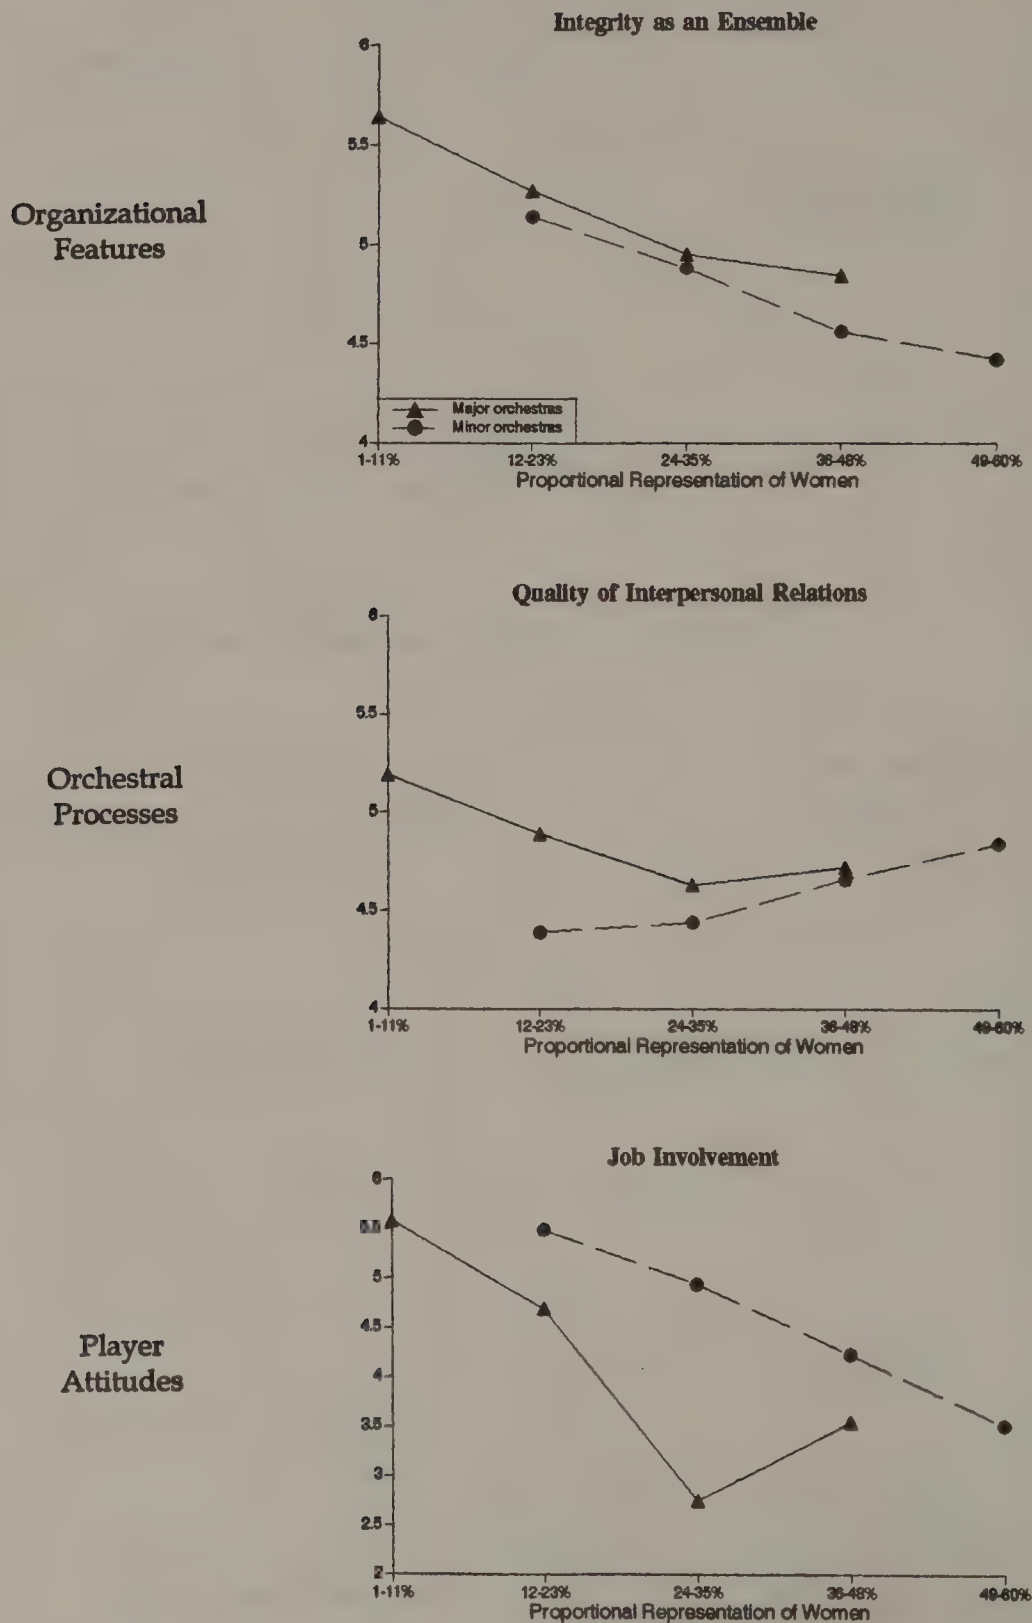 Integrity as an Ensemble
Organizational
Features
6
5.5
5
4.5
4
Major orchestras
Minor orchestras
1-11%
12-23%
24-35%
36-48%
49-60%
Proportional Representation of Women
Quality of Interpersonal Relations
Orchestral
Processes
6
5.5
5
4.5
4
1-11%
12-23%
24-35%
36-48%
49-60%
Proportional Representation of Women
Job Involvement
Player
Attitudes
6
5.5
5
4.5
4
3.5
3
2.5
2
1-11%
12-23%
24-35%
36-48%
49-60%
Proportional Representation of Women